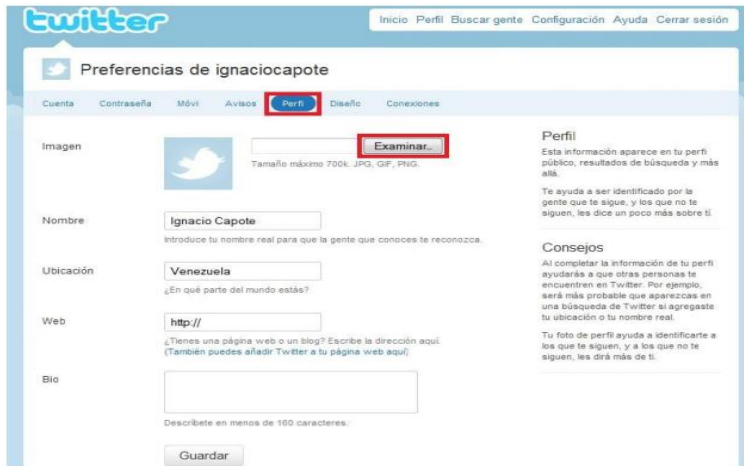 twitter
Inicio Perfil Buscar gente Configuración Ayuda Cerrar sesión
Preferencias de ignaciocapote
Cuenta Contraseña Móvi Avisos Perfi Diseño Conexiones
Imagen
Examinar..
Tamaño máximo 700k. JPG, GIF, PNG.
Nombre
Ignacio Capote
Introduce tu nombre real para que la gente que conoces te reconozca.
Ubicación
Venezuela
¿En qué parte del mundo estás?
Web
http://
¿Tienes una página web o un blog? Escribe la dirección aquí.
(También puedes añadir Twitter a tu página web aquí)
Bio
Descríbete en menos de 160 caracteres.
Guardar
Perfil
Esta información aparece en tu perfi
público, resultados de búsqueda y más
allá.
Te ayuda a ser identificado por la
gente que te sigue, y los que no te
siguen, les dice un poco más sobre tí.
Consejos
Al completar la información de tu perfi
ayudarás a que otras personas te
encuentren en Twitter. Por ejemplo,
será más probable que aparezcas en
una búsqueda de Twitter si agregaste
tu ubicación o tu nombre real.
Tu foto de perfil ayuda a identificarte a
los que te siguen, y a los que no te
siguen, les dirá más de ti.